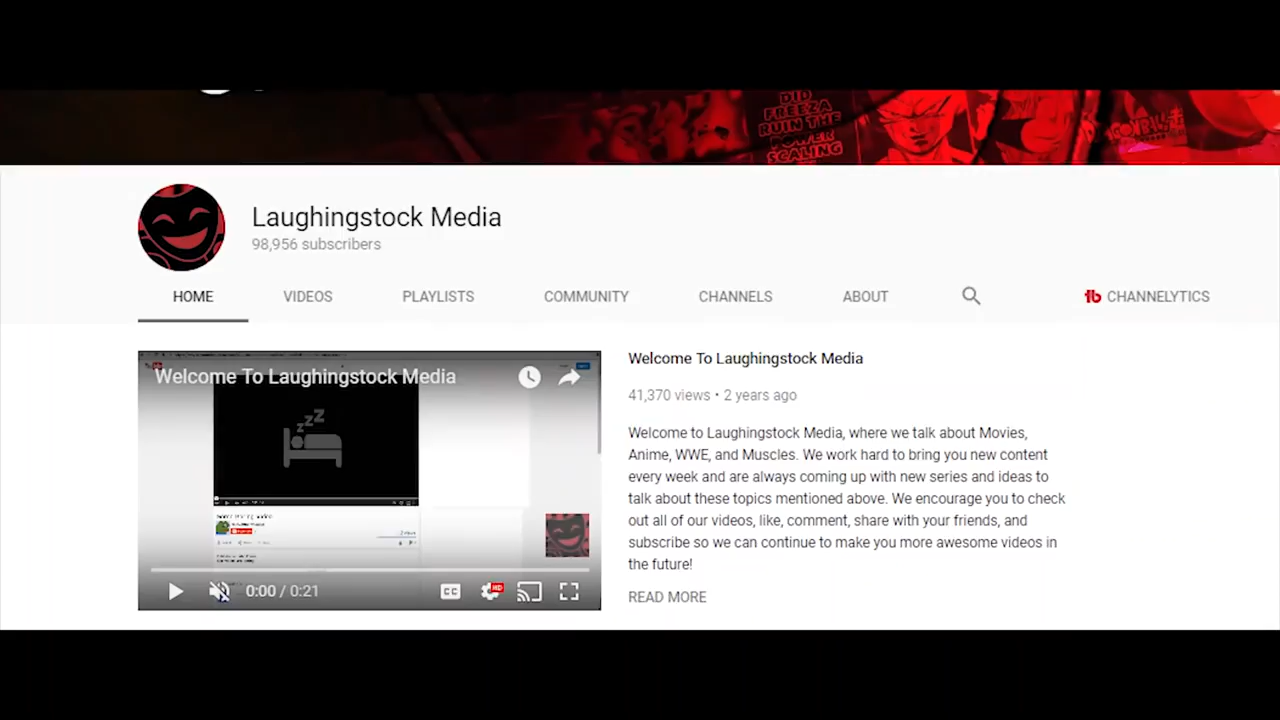 DID
FREEZA
RUIN THE
POWER
SCALING
Laughingstock Media
98,956 subscribers
HOME VIDEOS PLAYLISTS COMMUNITY CHANNELS ABOUT tb CHANNELYTICS
Welcome To Laughingstock Media
0:00 / 0:21 CC HD
Welcome To Laughingstock Media
41,370 views • 2 years ago
Welcome to Laughingstock Media, where we talk about Movies,
Anime, WWE, and Muscles. We work hard to bring you new content
every week and are always coming up with new series and ideas to
talk about these topics mentioned above. We encourage you to check
out all of our videos, like, comment, share with your friends, and
subscribe so we can continue to make you more awesome videos in
the future!
READ MORE